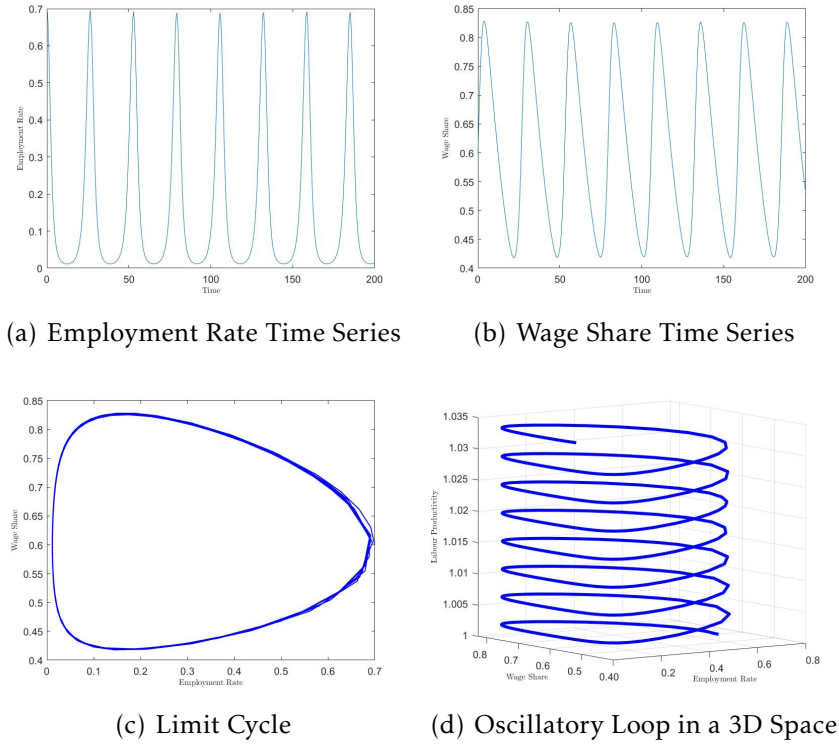 0.7
0.6
0.5
0.4
0.3
0.2
0.1
0
Employment Rate
0 50 100 150 200
Time
(a) Employment Rate Time Series
0.85
0.8
0.75
0.7
0.65
0.6
0.55
0.5
0.45
0.4
Wage Share
0 50 100 150 200
Time
(b) Wage Share Time Series
0.85
0.8
0.75
0.7
0.65
0.6
0.55
0.5
0.45
0.4
Wage Share
0 0.1 0.2 0.3 0.4 0.5 0.6 0.7
Employment Rate
(c) Limit Cycle
1.035
1.03
1.025
1.02
1.015
1.01
1.005
1
Labour Productivity
0.8 0.7 0.6 0.5 0.40
Wage Share
0.2 0.4 0.6 0.8
Employment Rate
(d) Oscillatory Loop in a 3D Space